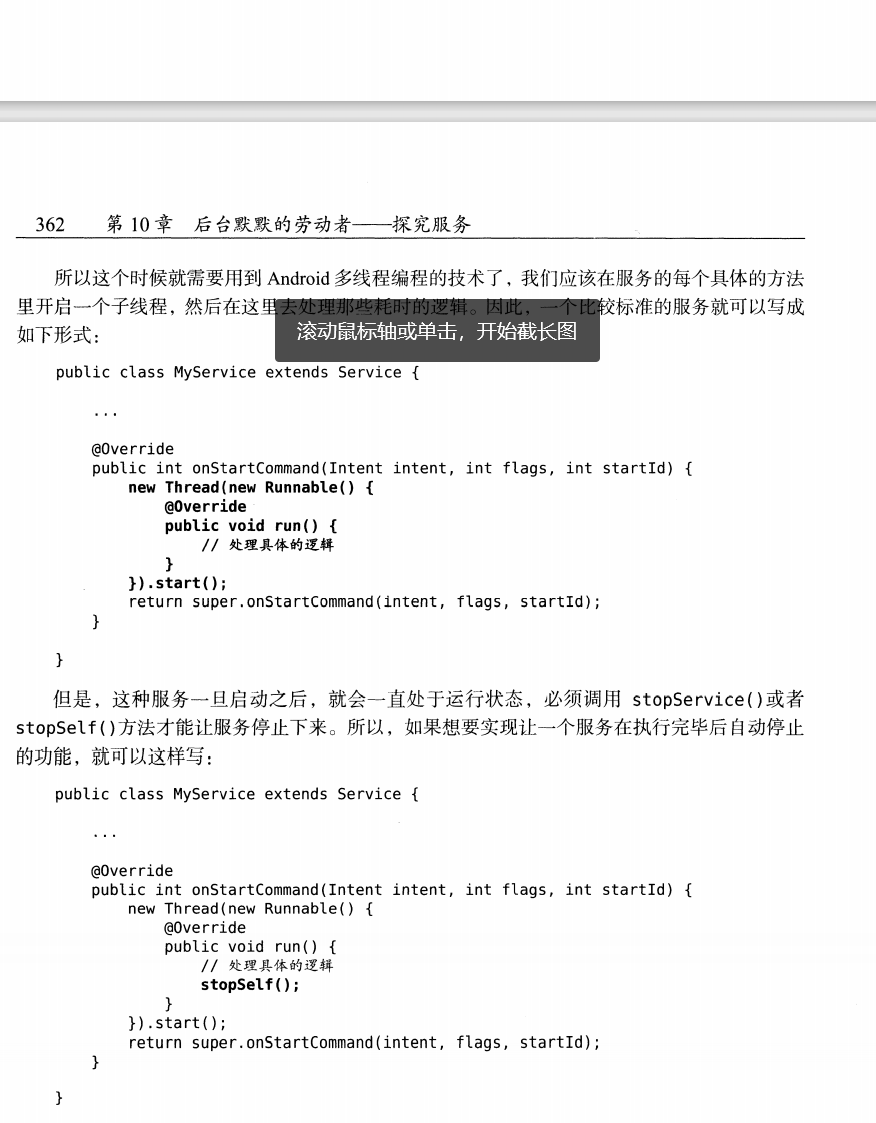 362 第 10 章 后台默默的劳动者——探究服务
所以这个时候就需要用到 Android 多线程编程的技术了，我们应该在服务的每个具体的方法
里开启一个子线程，然后在这里去处理那些耗时的逻辑。因此，一个比较标准的服务就可以写成
滚动鼠标轴或单击，开始截长图
如下形式：
public class MyService extends Service {
...
@Override
public int onStartCommand(Intent intent, int flags, int startId) {
new Thread(new Runnable() {
@Override
public void run() {
// 处理具体的逻辑
}
}).start();
return super.onStartCommand(intent, flags, startId);
}
}
但是，这种服务一旦启动之后，就会一直处于运行状态，必须调用 stopService()或者
stopSelf()方法才能让服务停止下来。所以，如果想要实现让一个服务在执行完毕后自动停止
的功能，就可以这样写：
public class MyService extends Service {
...
@Override
public int onStartCommand(Intent intent, int flags, int startId) {
new Thread(new Runnable() {
@Override
public void run() {
// 处理具体的逻辑
stopSelf();
}
}).start();
return super.onStartCommand(intent, flags, startId);
}
}